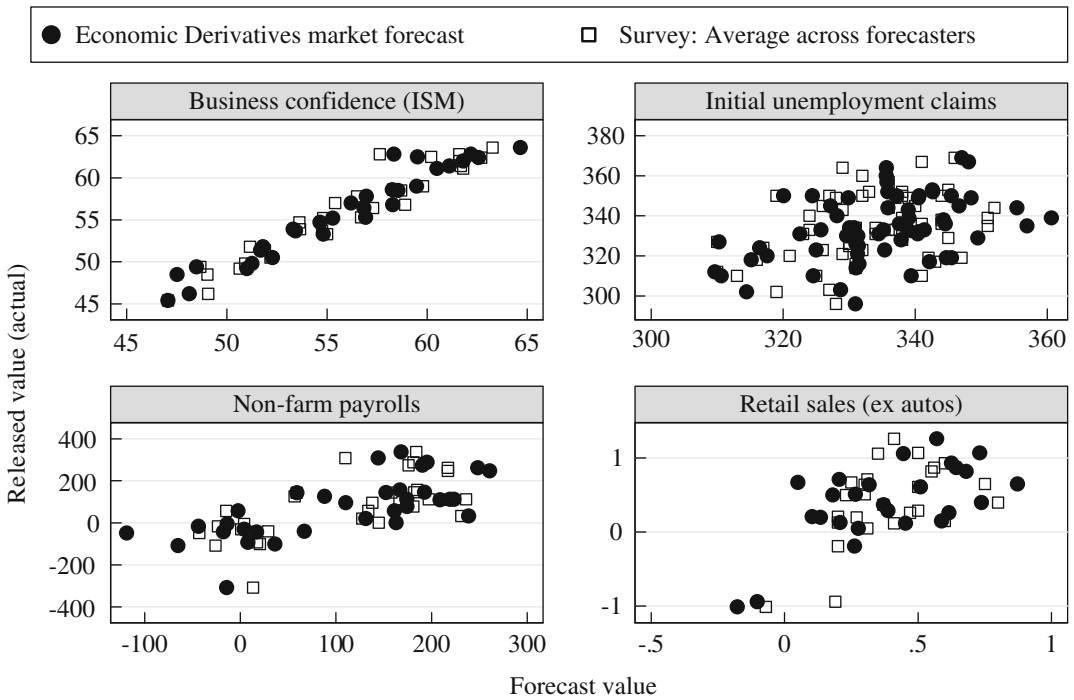 Economic Derivatives market forecast
Survey: Average across forecasters
Business confidence (ISM)
65
60
55
50
45
45 50 55 60 65
Initial unemployment claims
380
360
340
320
300
300 320 340 360
Released value (actual)
Non-farm payrolls
400
200
0
-200
-400
-100 0 100 200 300
Retail sales (ex autos)
1
0
-1
-.5 0 .5 1
Forecast value